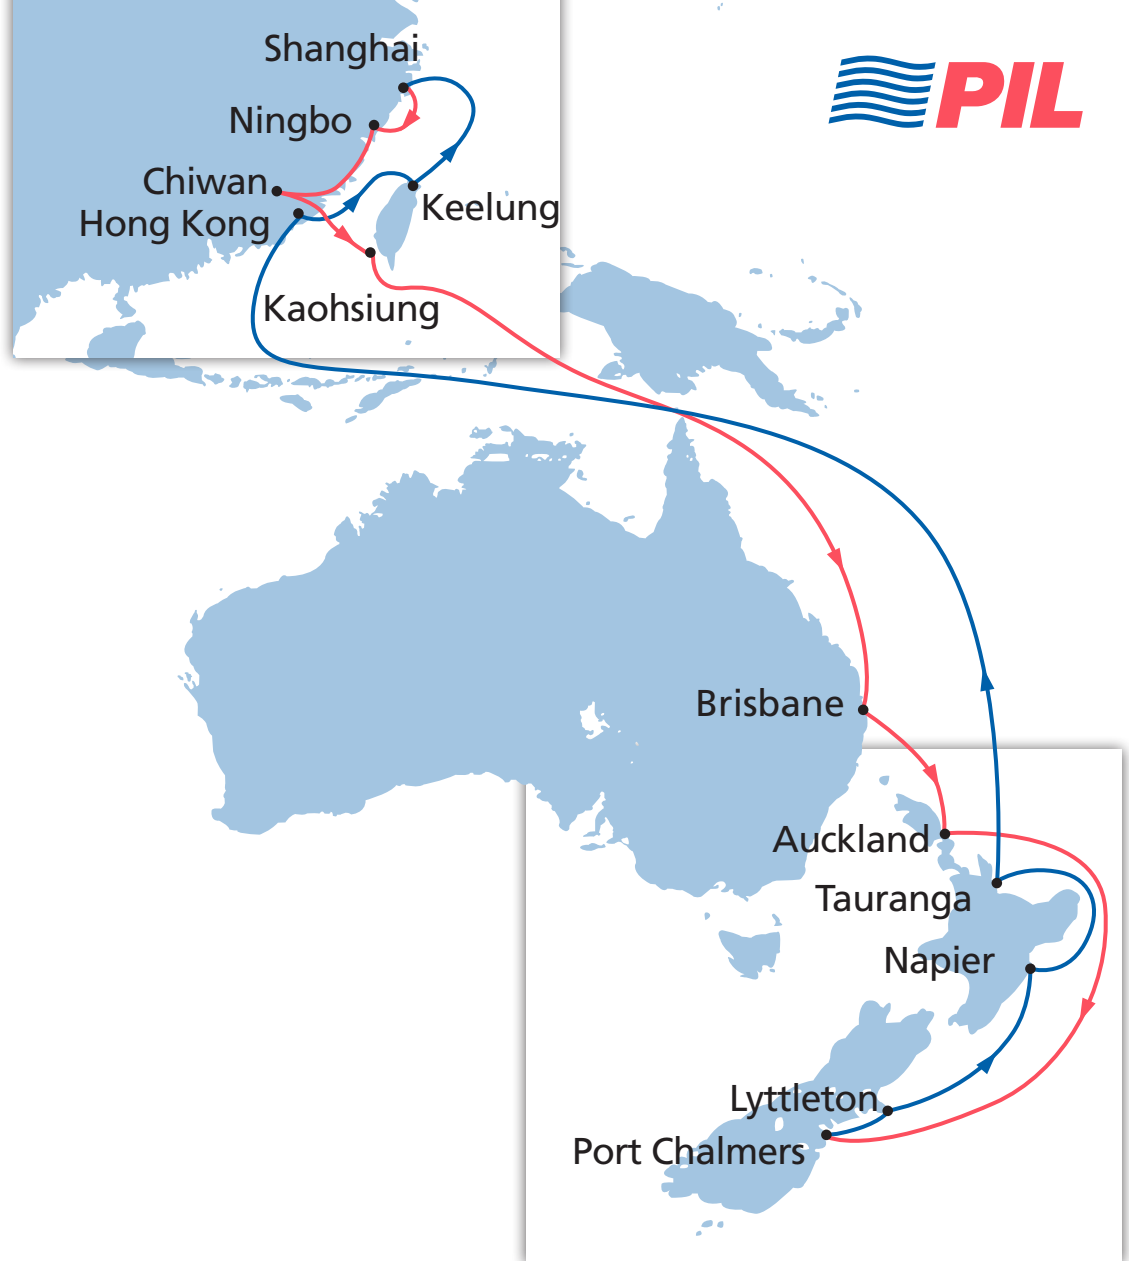 Shanghai
PIL
Ningbo
Chiwan
Keelung
Hong Kong
Kaohsiung
Brisbane
Auckland
Tauranga
Napier
Lyttleton
Port Chalmers